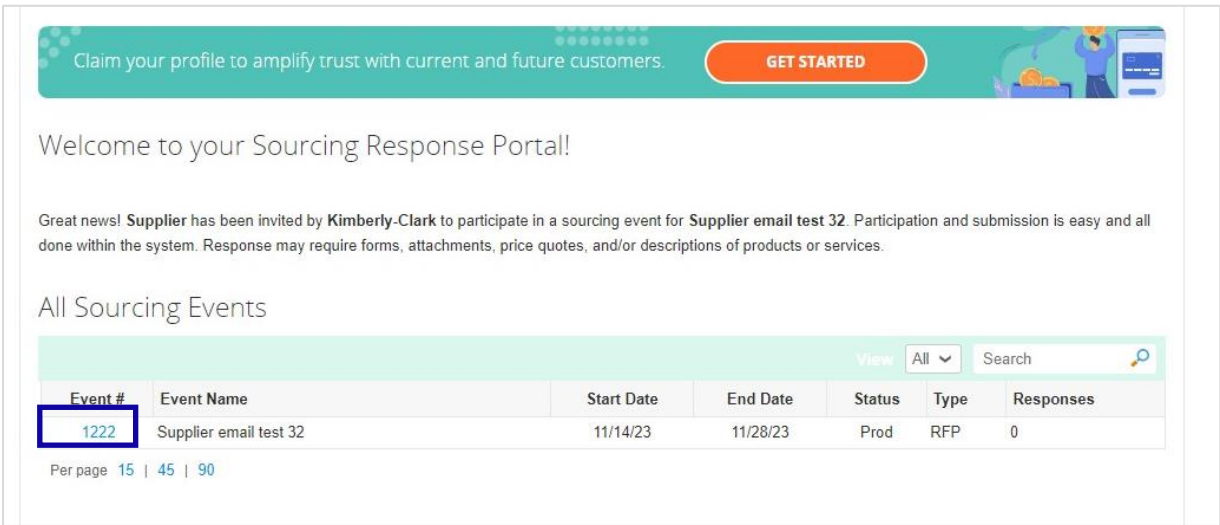 Claim your profile to amplify trust with current and future customers. GET STARTED
Welcome to your Sourcing Response Portal!
Great news! Supplier has been invited by Kimberly-Clark to participate in a sourcing event for Supplier email test 32. Participation and submission is easy and all
done within the system. Response may require forms, attachments, price quotes, and/or descriptions of products or services.
All Sourcing Events
View All Search
Event # Event Name Start Date End Date Status Type Responses
1222 Supplier email test 32 11/14/23 11/28/23 Prod RFP 0
Per page 15 | 45 | 90